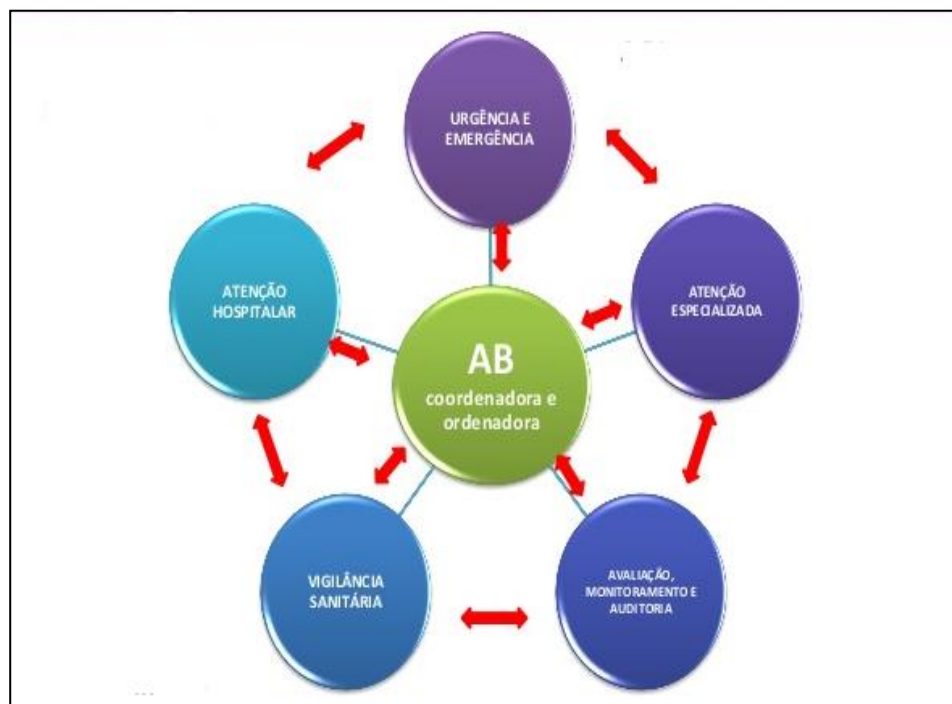 URGÊNCIA E
EMERGÊNCIA
ATENÇÃO
HOSPITALAR
ATENÇÃO
ESPECIALIZADA
AB
coordenadora e
ordenadora
VIGILÂNCIA
SANITÁRIA
AVALIAÇÃO,
MONITORAMENTO E
AUDITORIA